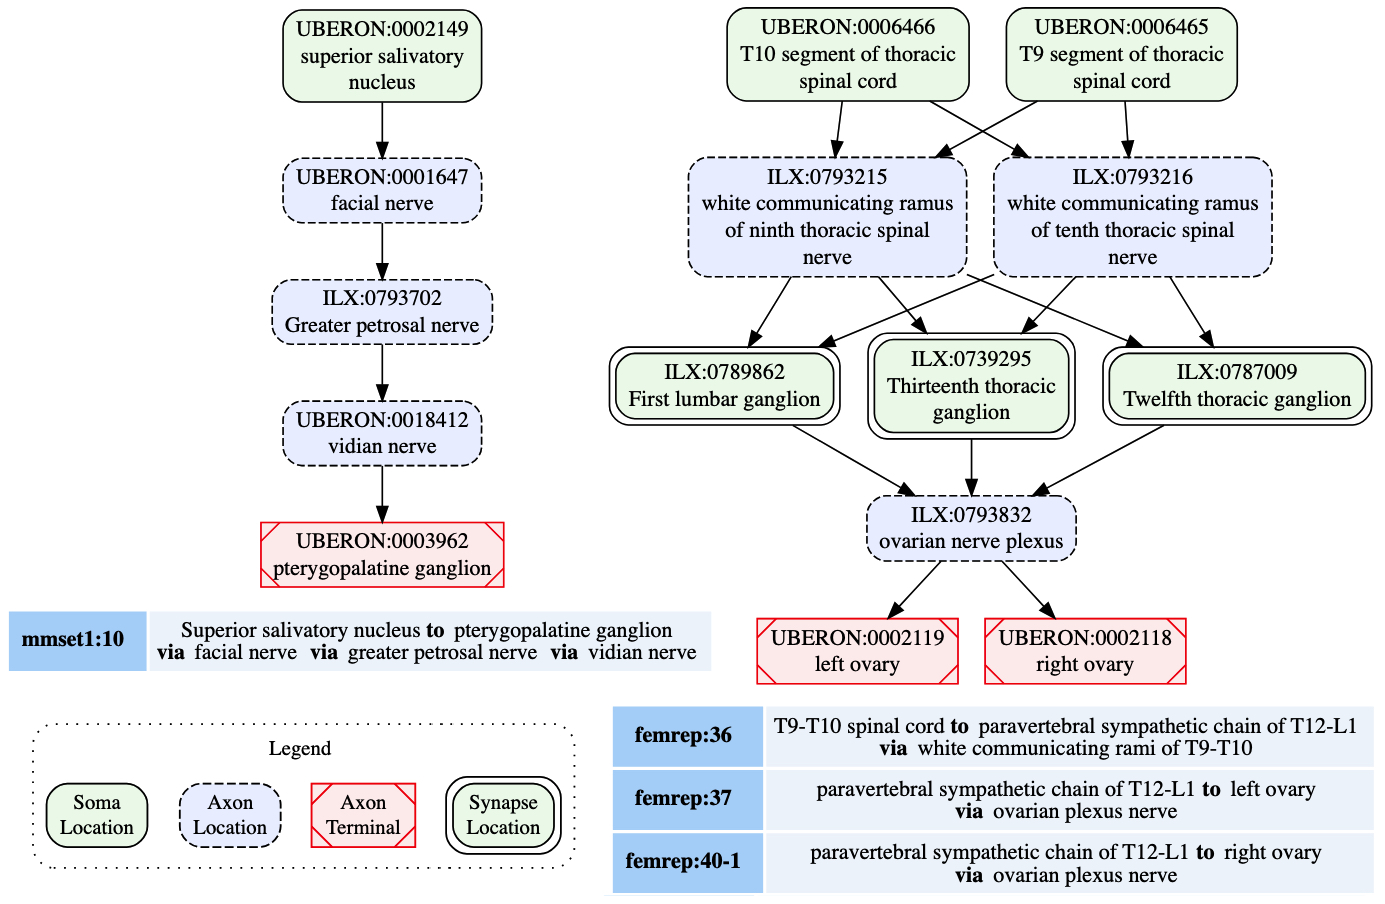 UBERON:0002149
superior salivatory
nucleus
UBERON:0001647
facial nerve
ILX:0793702
Greater petrosal nerve
UBERON:0018412
vidian nerve
UBERON:0003962
pterygopalatine ganglion
mmset1:10
Superior salivatory nucleus to pterygopalatine ganglion
via facial nerve via greater petrosal nerve via vidian nerve
Legend
Soma
Location
Axon
Location
Axon
Terminal
Synapse
Location
UBERON:0006466
T10 segment of thoracic
spinal cord
UBERON:0006465
T9 segment of thoracic
spinal cord
ILX:0793215
white communicating ramus
of ninth thoracic spinal
nerve
ILX:0793216
white communicating ramus
of tenth thoracic spinal
nerve
ILX:0789862
First lumbar ganglion
ILX:0739295
Thirteenth thoracic
ganglion
ILX:0787009
Twelfth thoracic ganglion
ILX:0793832
ovarian nerve plexus
UBERON:0002119
left ovary
UBERON:0002118
right ovary
femrep:36
T9-T10 spinal cord to paravertebral sympathetic chain of T12-L1
via white communicating rami of T9-T10
femrep:37
paravertebral sympathetic chain of T12-L1 to left ovary
via ovarian plexus nerve
femrep:40-1
paravertebral sympathetic chain of T12-L1 to right ovary
via ovarian plexus nerve